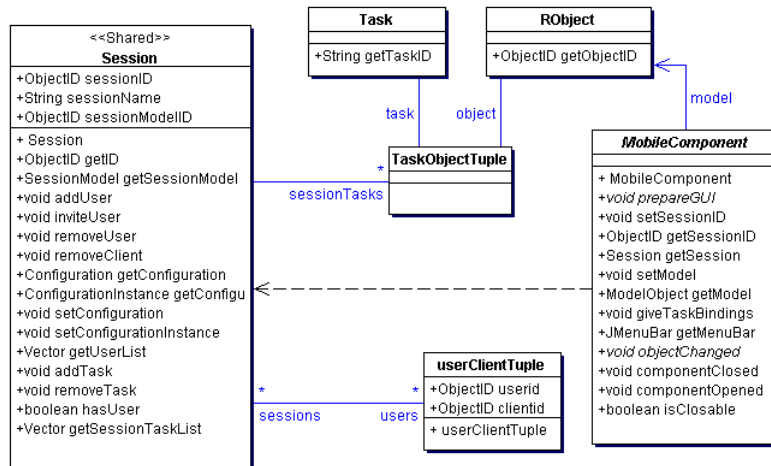 <<Shared>>
Session
+ObjectID sessionID
+String sessionName
+ObjectID sessionModelID
+ Session
+ObjectID getID
+SessionModel getSessionModel
+void addUser
+void inviteUser
+void removeUser
+void removeClient
+Configuration getConfiguration
+ConfigurationInstance getConfigu
+void setConfiguration
+void setConfigurationInstance
+Vector getUserList
+void addTask
+void removeTask
+boolean hasUser
+Vector getSessionTaskList
Task
+String getTaskID
RObject
+ObjectID getObjectID
task
object
model
TaskObjectTuple
*
sessionTasks
MobileComponent
+ MobileComponent
+void prepareGUI
+void setSessionID
+ObjectID getSessionID
+Session getSession
+void setModel
+ModelObject getModel
+void giveTaskBindings
+JMenuBar getMenuBar
+void objectChanged
+void componentClosed
+void componentOpened
+boolean isClosable
userClientTuple
+ObjectID userid
+ObjectID clientid
+ userClientTuple
* *
sessions users